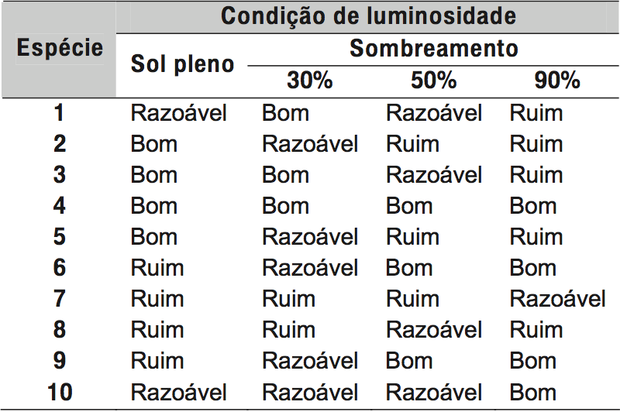 Espécie Condição de luminosidade
Sol pleno Sombreamento
30% 50% 90%
1 Razoável Bom Razoável Ruim
2 Bom Razoável Ruim Ruim
3 Bom Bom Razoável Ruim
4 Bom Bom Bom Bom
5 Bom Razoável Ruim Ruim
6 Ruim Razoável Bom Bom
7 Ruim Ruim Ruim Razoável
8 Ruim Ruim Razoável Ruim
9 Ruim Razoável Bom Bom
10 Razoável Razoável Razoável Bom